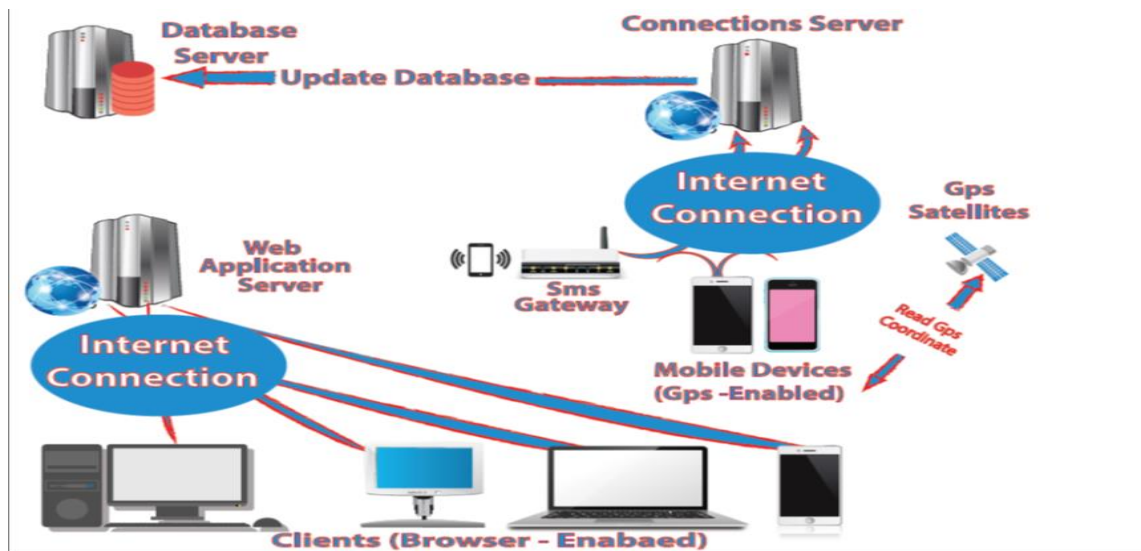 Database
Server
Connections Server
Update Database
Internet
Connection
Gps
Satellites
Web
Application
Server
Sms
Gateway
Read Gps
Coordinate
Internet
Connection
Mobile Devices
(Gps -Enabled)
Clients (Browser - Enabaed)